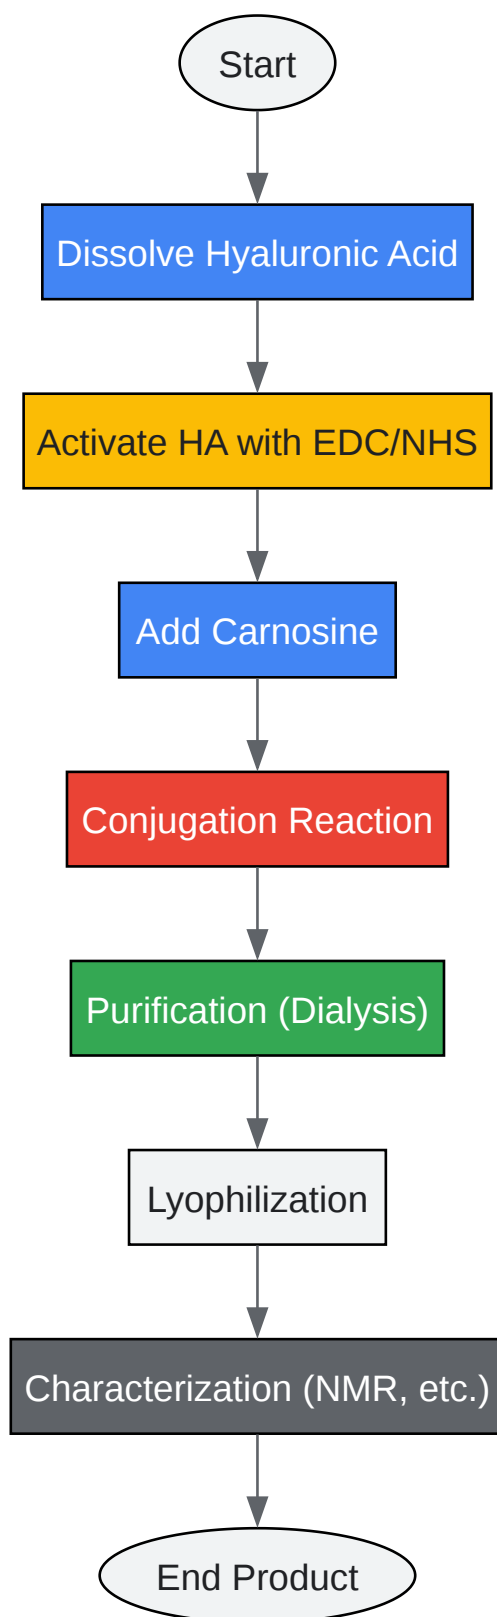 Start
Dissolve Hyaluronic Acid
Activate HA with EDC/NHS
Add Carnosine
Conjugation Reaction
Purification (Dialysis)
Lyophilization
Characterization (NMR, etc.)
End Product